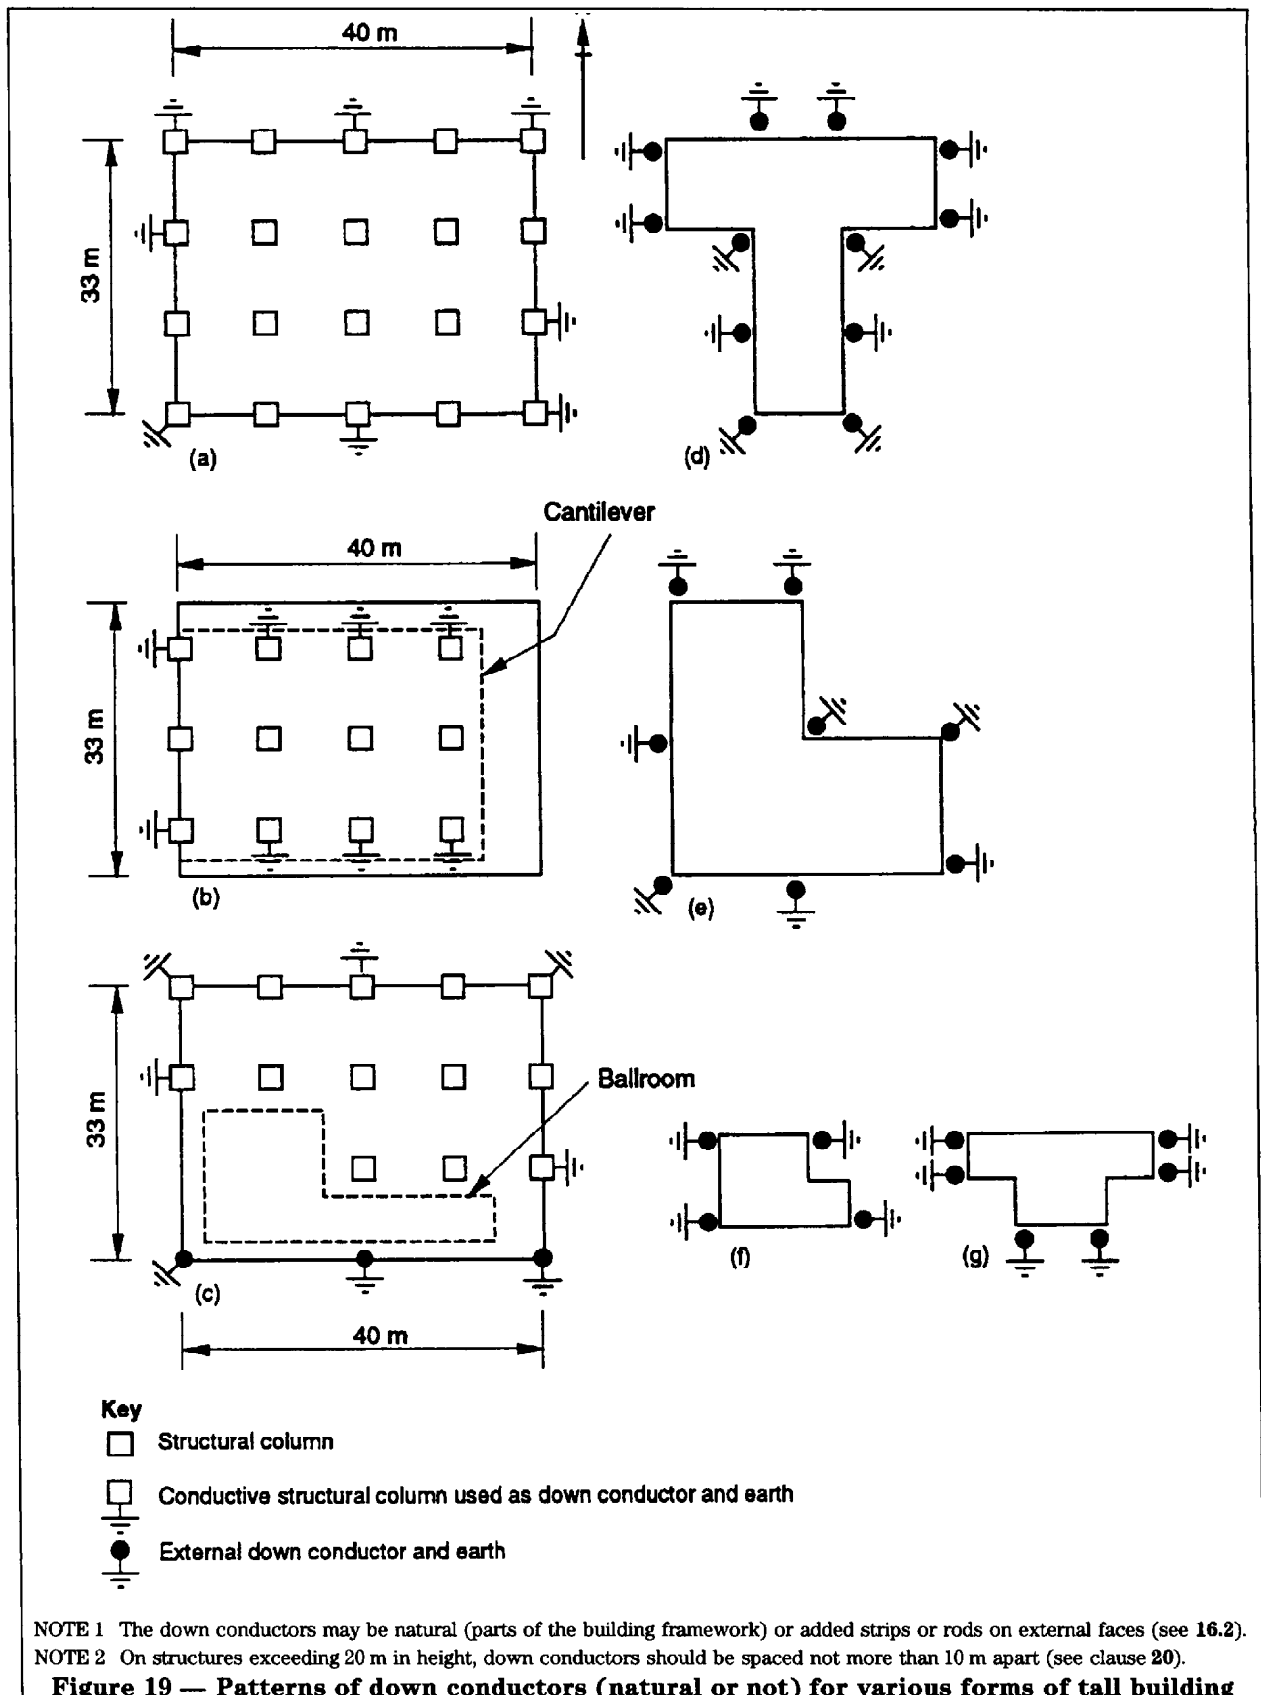 40 m
33 m
(a)
(d)
Cantilever
40 m
33 m
(b)
(e)
33 m
Ballroom
(c)
(f)
(g)
40 m
Key
Structural column
Conductive structural column used as down conductor and earth
External down conductor and earth
NOTE 1 The down conductors may be natural (parts of the building framework) or added strips or rods on external faces (see 16.2).
NOTE 2 On structures exceeding 20 m in height, down conductors should be spaced not more than 10 m apart (see clause 20).
Figure 19 — Patterns of down conductors (natural or not) for various forms of tall building